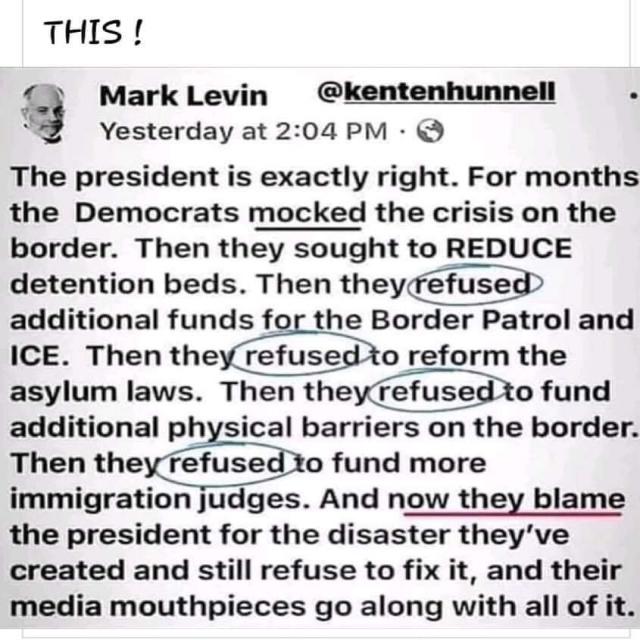 THIS !
Mark Levin @kentenhunnell
Yesterday at 2:04 PM ·
The president is exactly right. For months
the Democrats mocked the crisis on the
border. Then they sought to REDUCE
detention beds. Then they refused
additional funds for the Border Patrol and
ICE. Then they refused to reform the
asylum laws. Then they refused to fund
additional physical barriers on the border.
Then they refused to fund more
immigration judges. And now they blame
the president for the disaster they've
created and still refuse to fix it, and their
media mouthpieces go along with all of it.